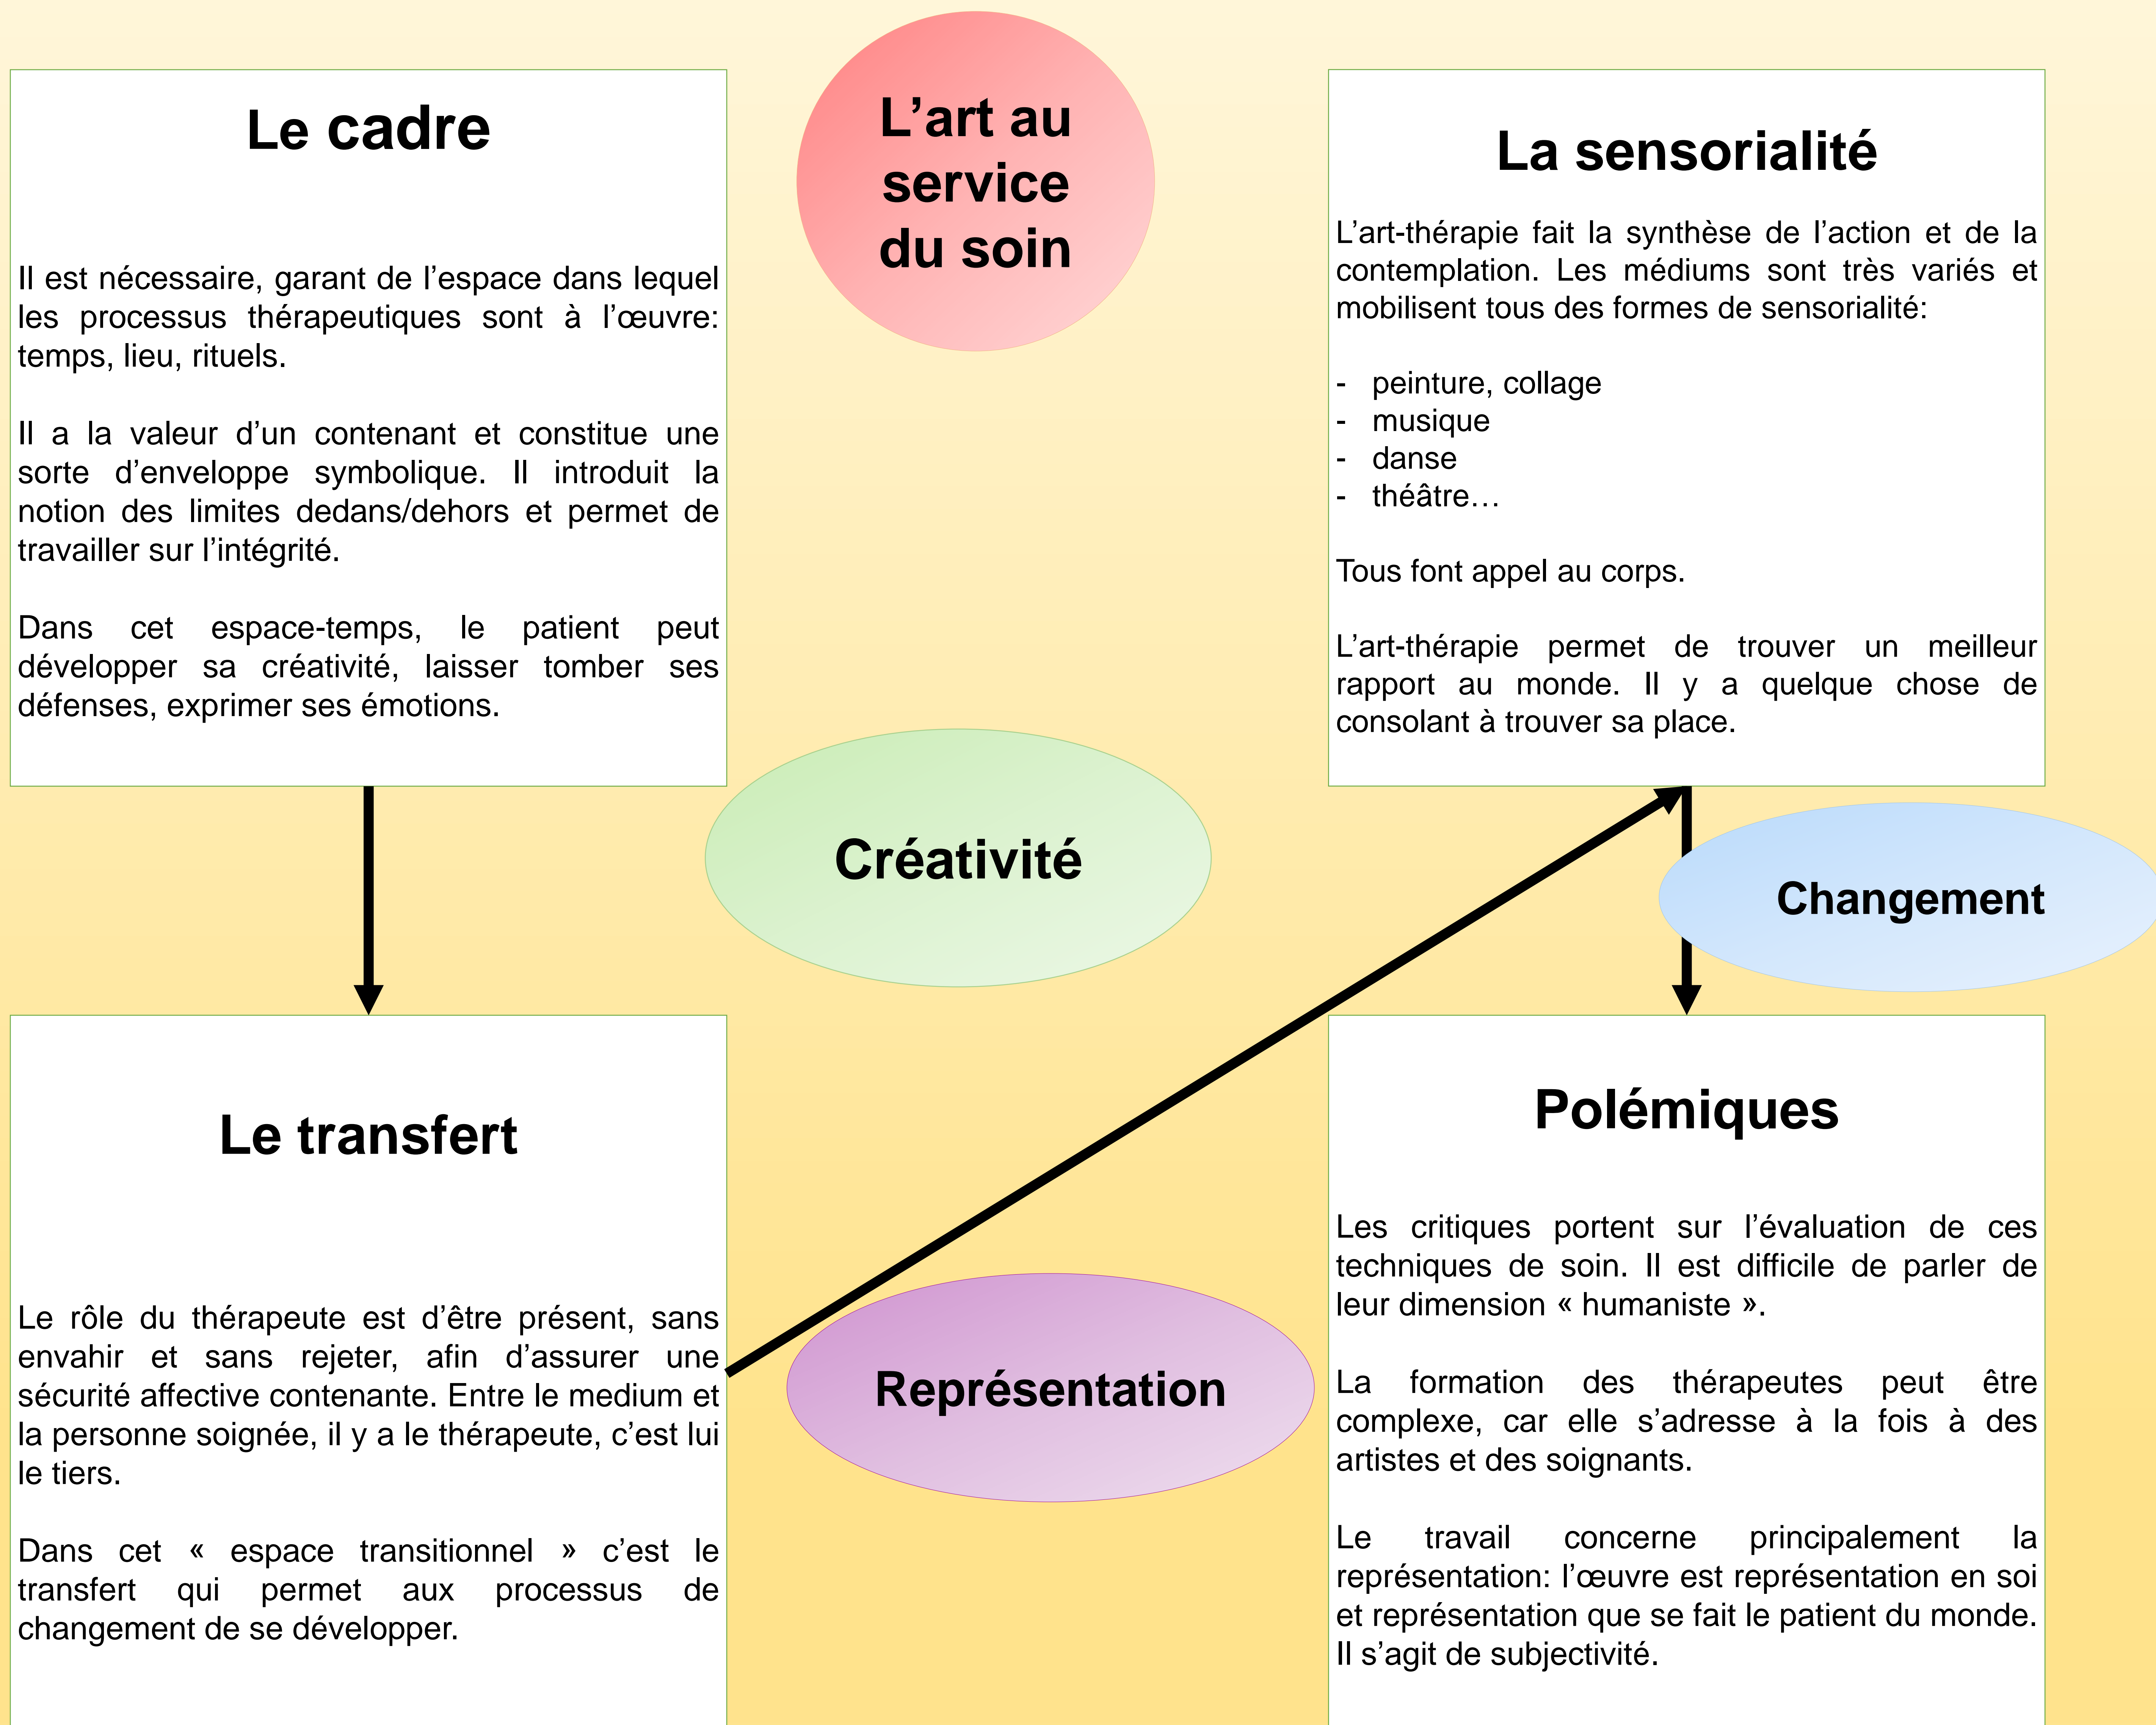 L’art au
service
du soin
Le cadre
Il est nécessaire, garant de l’espace dans lequel
les processus thérapeutiques sont à l’œuvre:
temps, lieu, rituels.
Il a la valeur d’un contenant et constitue une
sorte d’enveloppe symbolique. Il introduit la
notion des limites dedans/dehors et permet de
travailler sur l’intégrité.
Dans cet espace-temps, le patient peut
développer sa créativité, laisser tomber ses
défenses, exprimer ses émotions.
Créativité
Le transfert
Le rôle du thérapeute est d’être présent, sans
envahir et sans rejeter, afin d’assurer une
sécurité affective contenante. Entre le medium et
la personne soignée, il y a le thérapeute, c’est lui
le tiers.
Dans cet « espace transitionnel » c’est le
transfert qui permet aux processus de
changement de se développer.
Représentation
La sensorialité
L’art-thérapie fait la synthèse de l’action et de la
contemplation. Les médiums sont très variés et
mobilisent tous des formes de sensorialité:
- peinture, collage
- musique
- danse
- théâtre…
Tous font appel au corps.
L’art-thérapie permet de trouver un meilleur
rapport au monde. Il y a quelque chose de
consolant à trouver sa place.
Changement
Polémiques
Les critiques portent sur l’évaluation de ces
techniques de soin. Il est difficile de parler de
leur dimension « humaniste ».
La formation des thérapeutes peut être
complexe, car elle s’adresse à la fois à des
artistes et des soignants.
Le travail concerne principalement la
représentation: l’œuvre est représentation en soi
et représentation que se fait le patient du monde.
Il s’agit de subjectivité.